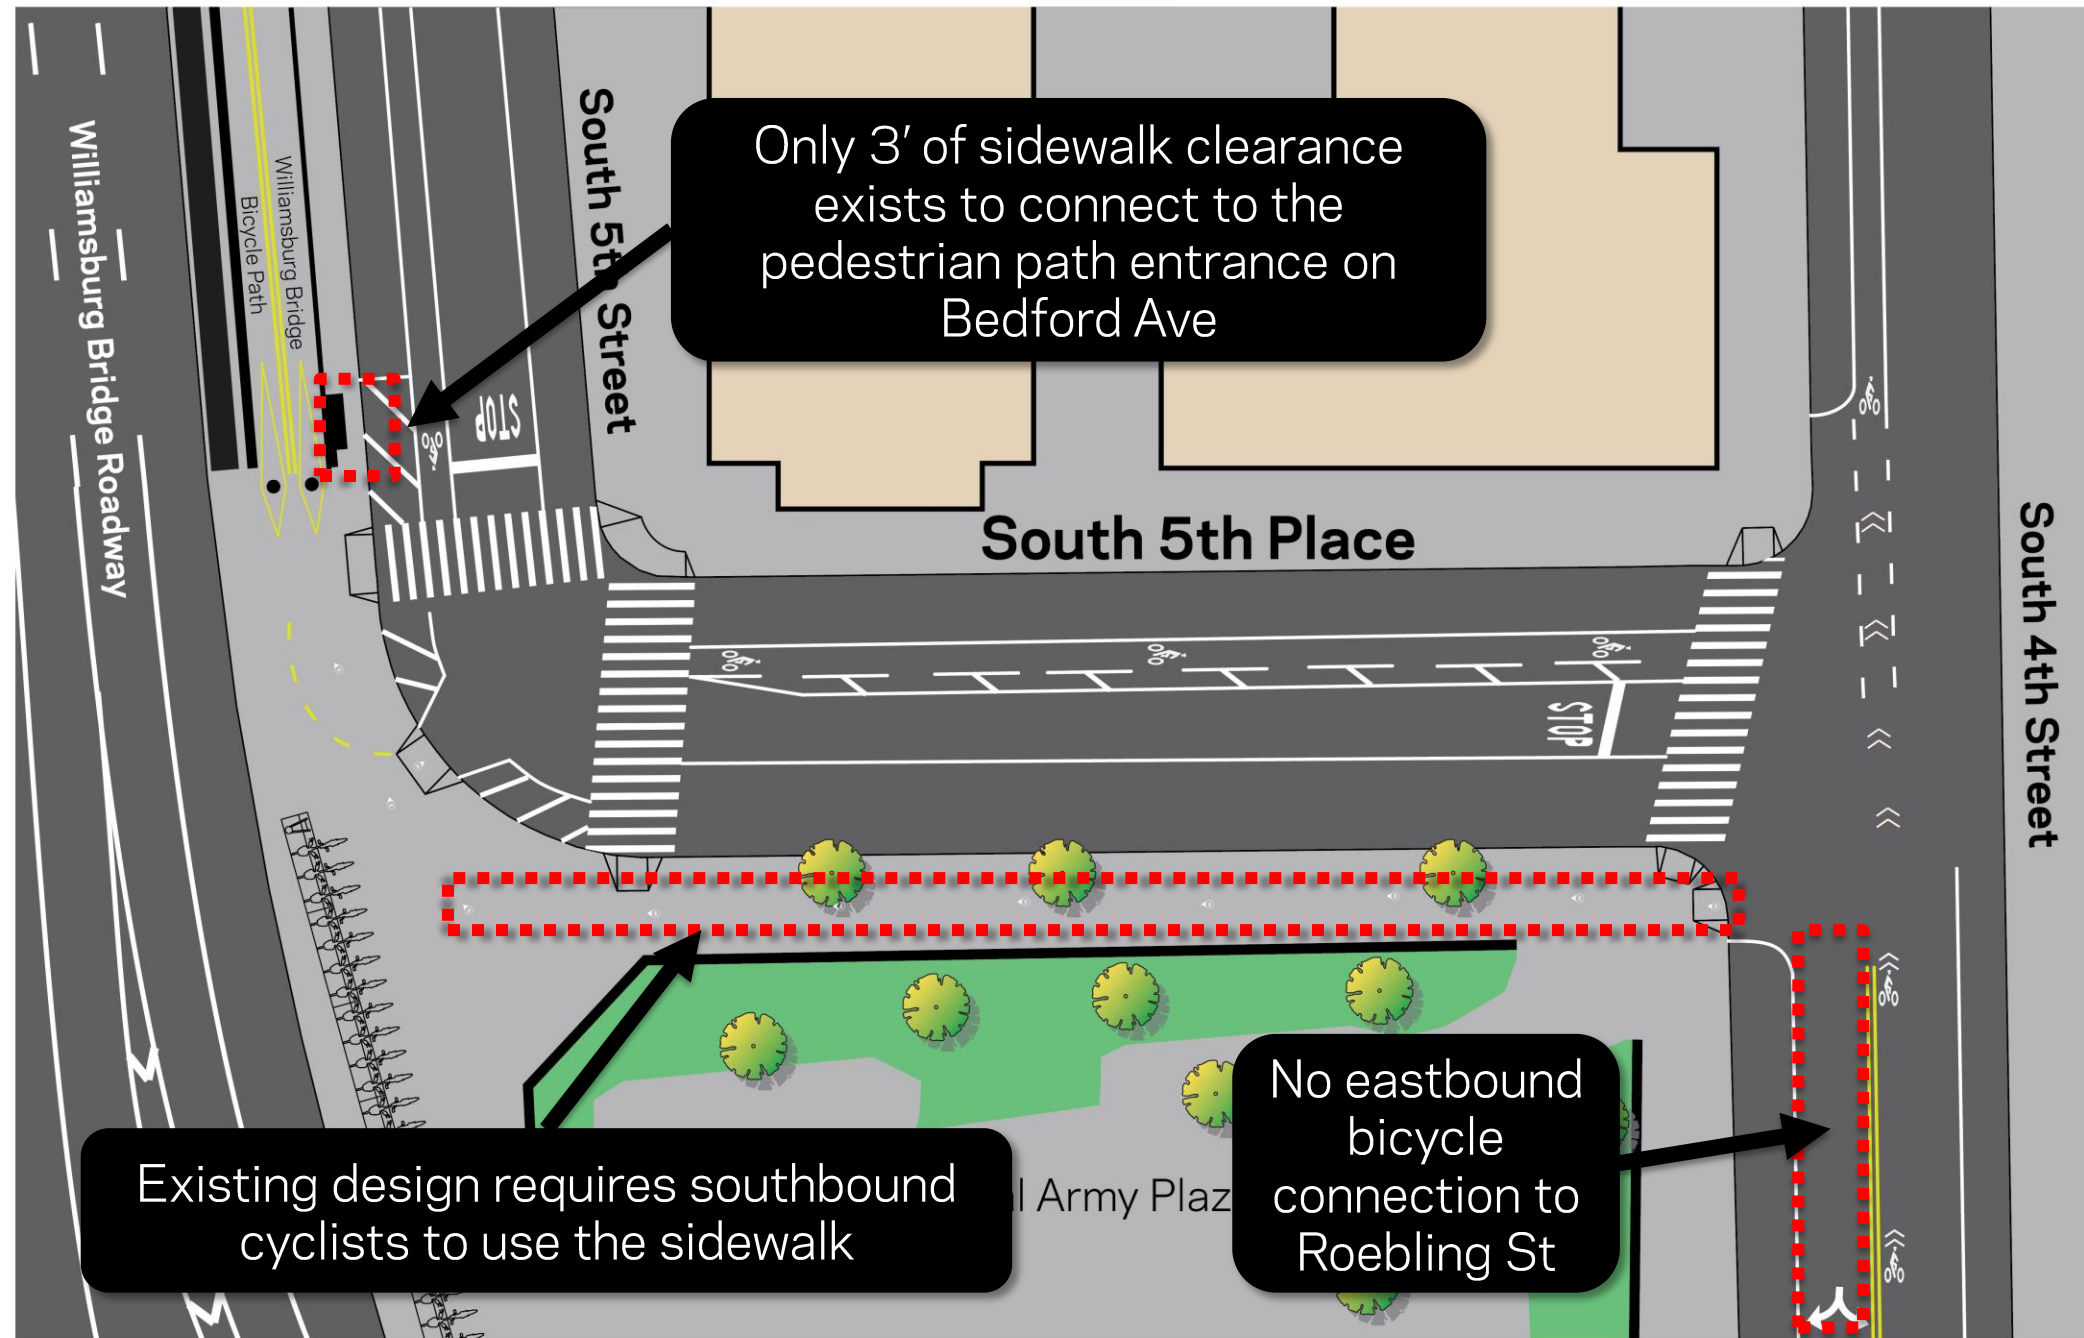 Williamsburg Bridge Roadway
Williamsburg Bridge
Bicycle Path
South 5th Street
Only 3′ of sidewalk clearance
exists to connect to the
pedestrian path entrance on
Bedford Ave
STOP
South 5th Place
STOP
South 4th Street
Existing design requires southbound
cyclists to use the sidewalk
Army
No eastbound
bicycle
connection to
Roebling St